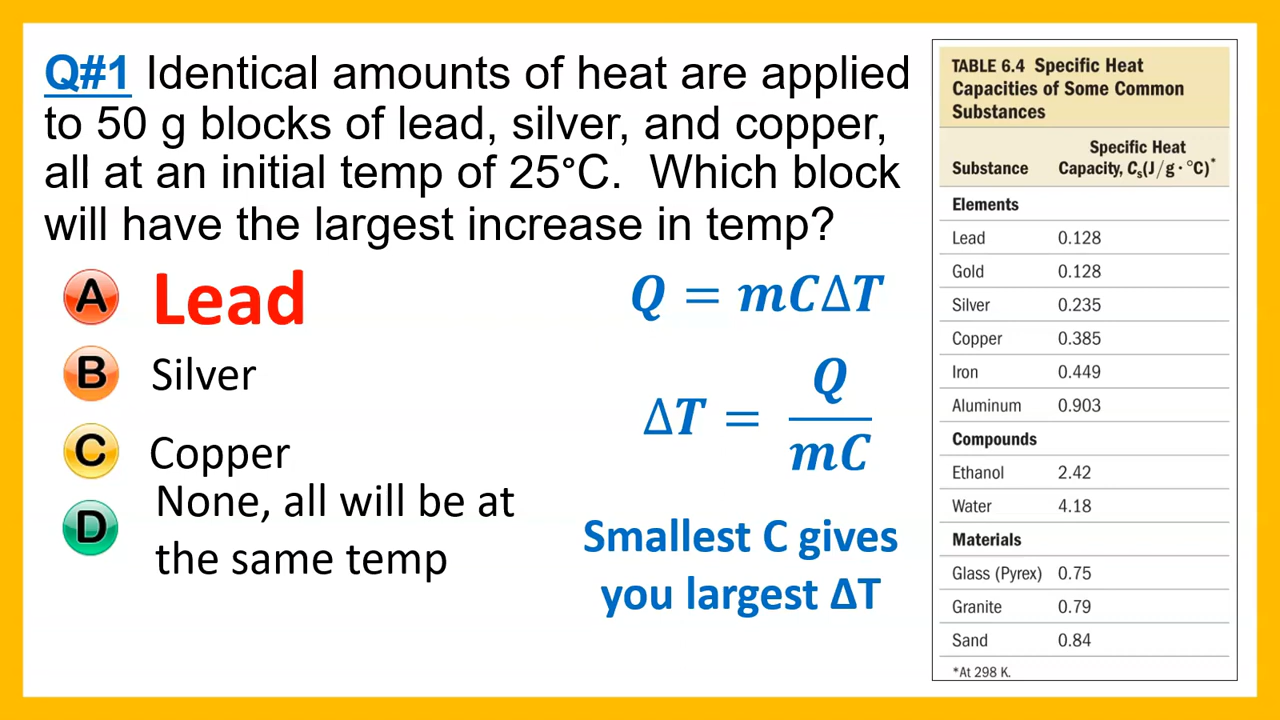 Q#1 Identical amounts of heat are applied
to 50 g blocks of lead, silver, and copper,
all at an initial temp of 25°C. Which block
will have the largest increase in temp?
A Lead
B Silver
C Copper
D None, all will be at
the same temp
Q = mCΔT
ΔT = Q
mC
Smallest C gives
you largest ΔT
TABLE 6.4 Specific Heat
Capacities of Some Common
Substances
Specific Heat
Substance Capacity, Cs(J/g·°C)*
Elements
Lead 0.128
Gold 0.128
Silver 0.235
Copper 0.385
Iron 0.449
Aluminum 0.903
Compounds
Ethanol 2.42
Water 4.18
Materials
Glass (Pyrex) 0.75
Granite 0.79
Sand 0.84
*At 298 K.